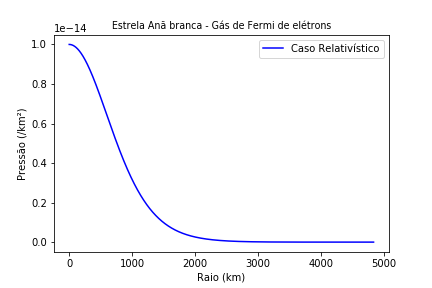 Estrela Anã branca - Gás de Fermi de elétrons
1e−14
Caso Relativístico
1.0
0.8
0.6
0.4
0.2
0.0
Pressão (/km²)
0 1000 2000 3000 4000 5000
Raio (km)